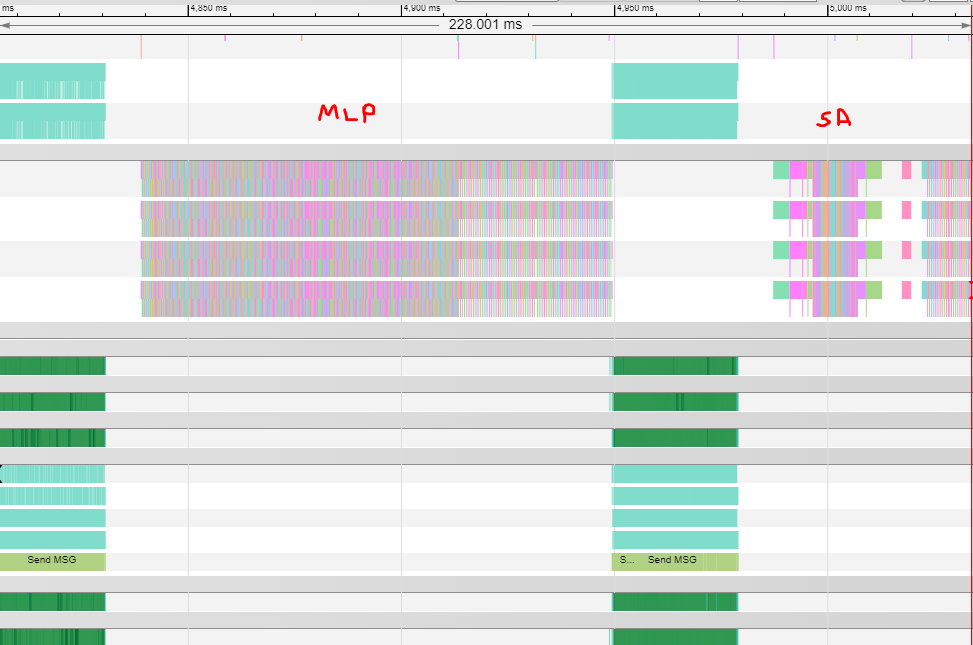 ms 4,850 ms 4,900 ms 4,950 ms 5,000 ms
228.001 ms
MLP SA
Send MSG S... Send MSG